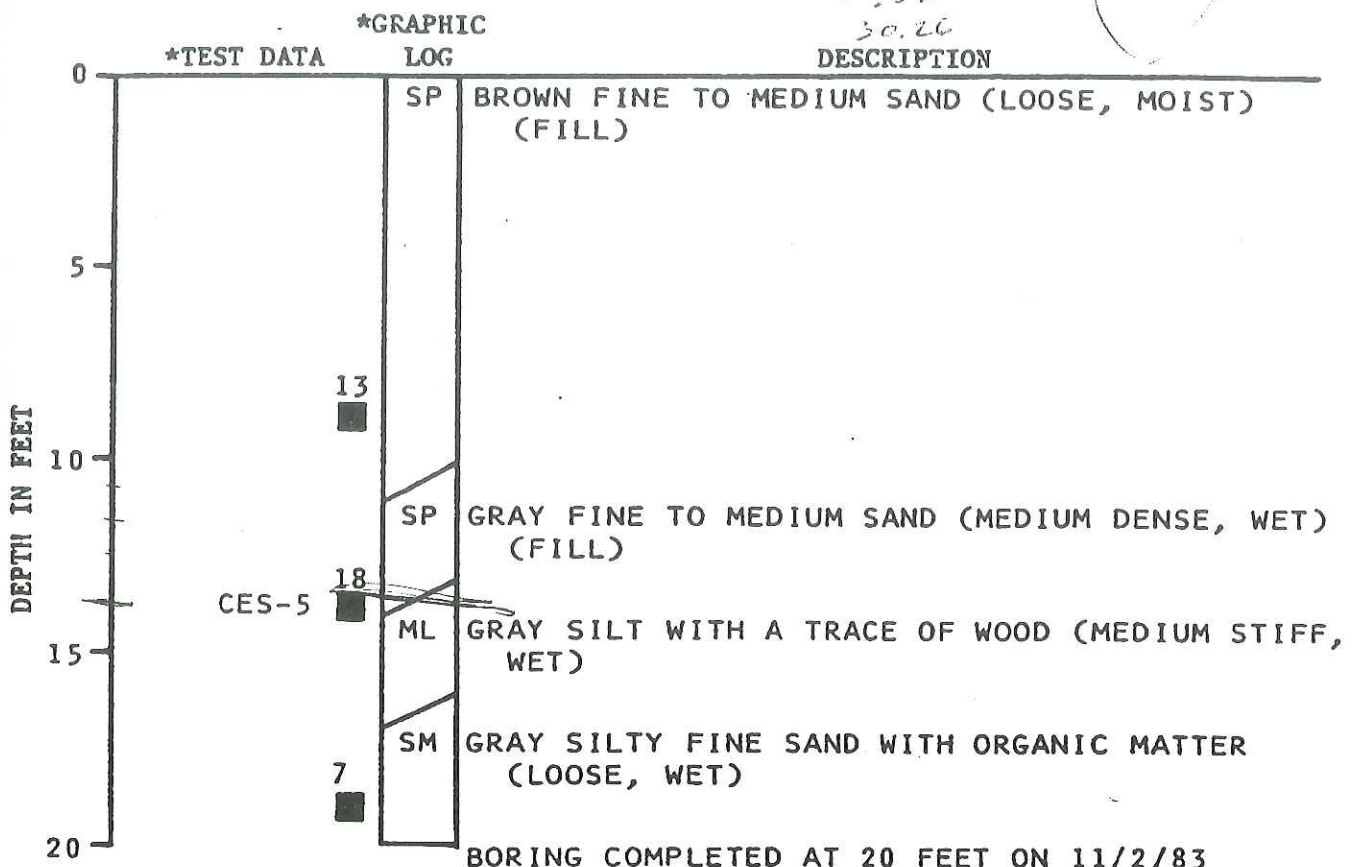 30.26
*GRAPHIC
*TEST DATA LOG DESCRIPTION
0
SP BROWN FINE TO MEDIUM SAND (LOOSE, MOIST)
(FILL)
5
13
DEPTH IN FEET
10
SP GRAY FINE TO MEDIUM SAND (MEDIUM DENSE, WET)
(FILL)
18
CES-5
ML GRAY SILT WITH A TRACE OF WOOD (MEDIUM STIFF,
15
WET)
SM GRAY SILTY FINE SAND WITH ORGANIC MATTER
(LOOSE, WET)
7
20
BORING COMPLETED AT 20 FEET ON 11/2/83